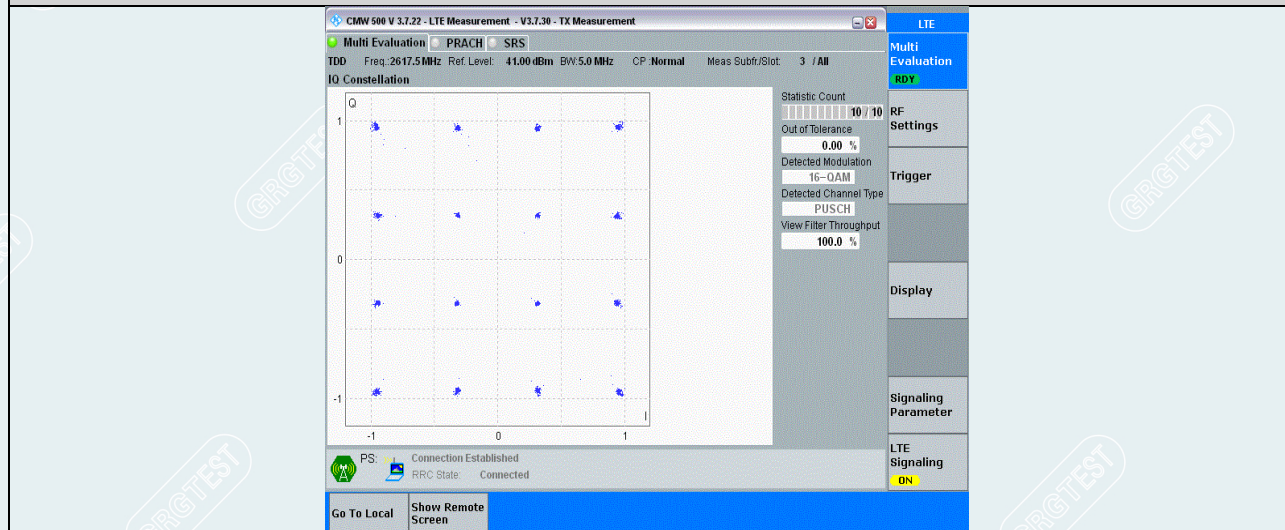 CMW 500 V 3.7.22 - LTE Measurement - V3.7.30 - TX Measurement
LTE
Multi Evaluation PRACH SRS
Multi
Evaluation
RDY
TDD Freq.:2617.5 MHz Ref. Level: 41.00 dBm BW:5.0 MHz CP :Normal Meas Subfr./Slot: 3 / All
IQ Constellation
Statistic Count
10 / 10
Out of Tolerance
0.00 %
Detected Modulation
16-QAM
Detected Channel Type
PUSCH
View Filter Throughput
100.0 %
Q
1
0
-1
I
-1 0 1
RF
Settings
Trigger
Display
Signaling
Parameter
LTE
Signaling
ON
PS: Connection Established
RRC State: Connected
Go To Local
Show Remote
Screen
GRGTEST
GRGTEST
GRGTEST
GRGTEST